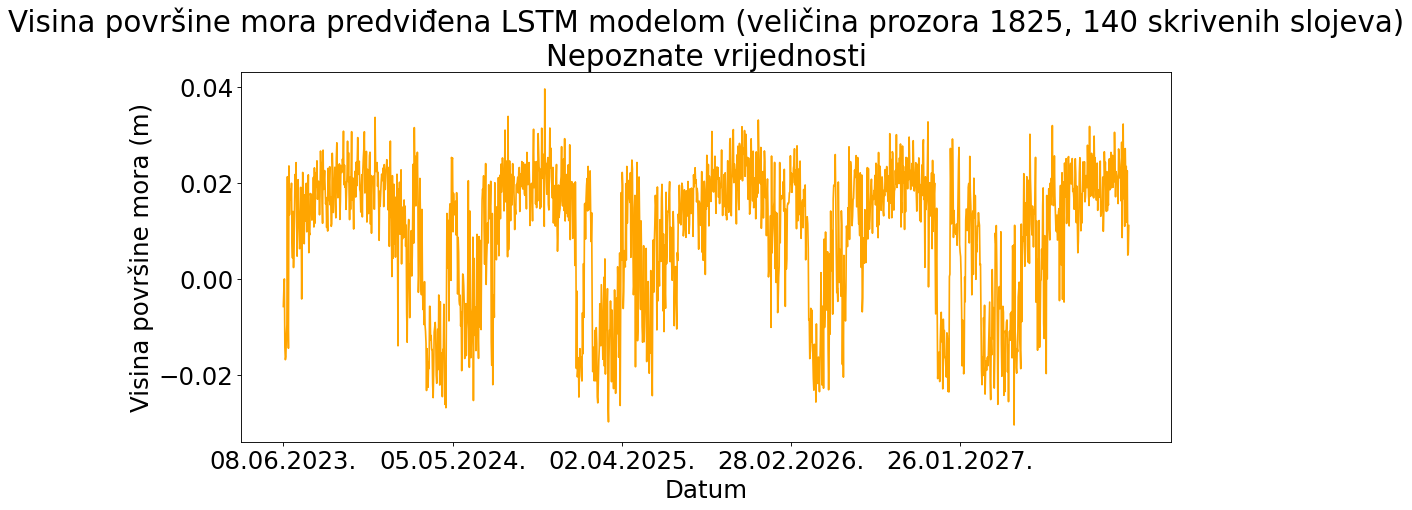 Visina površine mora predviđena LSTM modelom (veličina prozora 1825, 140 skrivenih slojeva)
Nepoznate vrijednosti
Visina površine mora (m)
0.04
0.02
0.00
−0.02
08.06.2023. 05.05.2024. 02.04.2025. 28.02.2026. 26.01.2027.
Datum